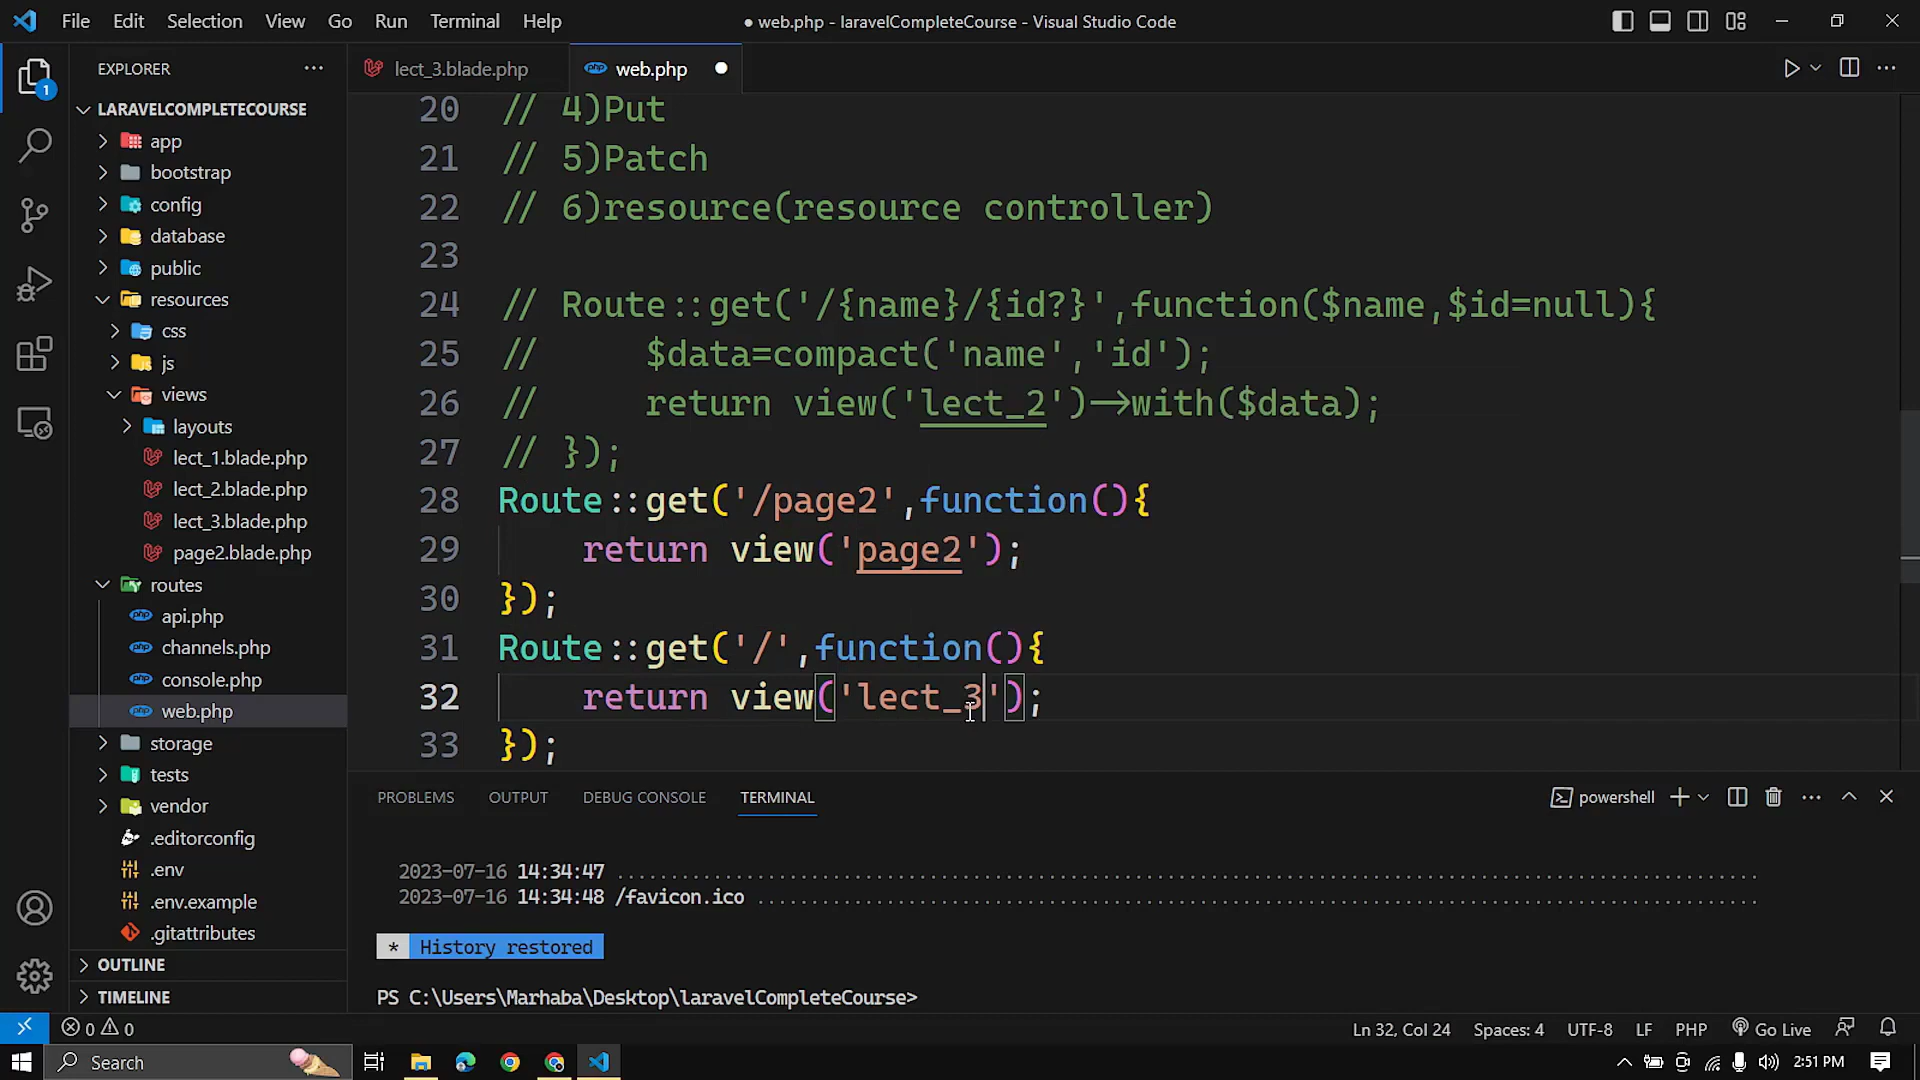 File Edit Selection View Go Run Terminal Help
● web.php - laravelCompleteCourse - Visual Studio Code
EXPLORER
lect_3.blade.php
web.php
1
LARAVELCOMPLETECOURSE
app
bootstrap
config
database
public
resources
css
js
views
layouts
lect_1.blade.php
lect_2.blade.php
lect_3.blade.php
page2.blade.php
routes
api.php
channels.php
console.php
web.php
storage
tests
vendor
.editorconfig
.env
.env.example
.gitattributes
OUTLINE
TIMELINE
20 // 4)Put
21 // 5)Patch
22 // 6)resource(resource controller)
23
24 // Route::get('/{name}/{id?}',function($name,$id=null){
25 //     $data=compact('name','id');
26 //     return view('lect_2')->with($data);
27 // });
28 Route::get('/page2',function(){
29     return view('page2');
30 });
31 Route::get('/',function(){
32     return view('lect_3');
33 });
PROBLEMS OUTPUT DEBUG CONSOLE TERMINAL
powershell
2023-07-16 14:34:47 ........................................................................................................
2023-07-16 14:34:48 /favicon.ico ...........................................................................................
* History restored
PS C:\Users\Marhaba\Desktop\laravelCompleteCourse>
0 0
Ln 32, Col 24 Spaces: 4 UTF-8 LF PHP Go Live
Search
2:51 PM